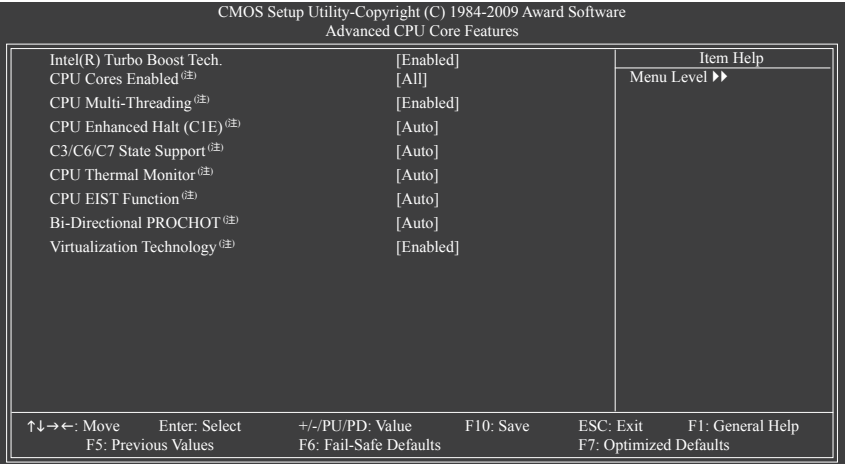 CMOS Setup Utility-Copyright (C) 1984-2009 Award Software
Advanced CPU Core Features
Intel(R) Turbo Boost Tech. [Enabled]
CPU Cores Enabled (注) [All]
CPU Multi-Threading (注) [Enabled]
CPU Enhanced Halt (C1E) (注) [Auto]
C3/C6/C7 State Support (注) [Auto]
CPU Thermal Monitor (注) [Auto]
CPU EIST Function (注) [Auto]
Bi-Directional PROCHOT (注) [Auto]
Virtualization Technology (注) [Enabled]
Item Help
Menu Level ▶▶
↑↓→←: Move Enter: Select +/-/PU/PD: Value F10: Save ESC: Exit F1: General Help
F5: Previous Values F6: Fail-Safe Defaults F7: Optimized Defaults